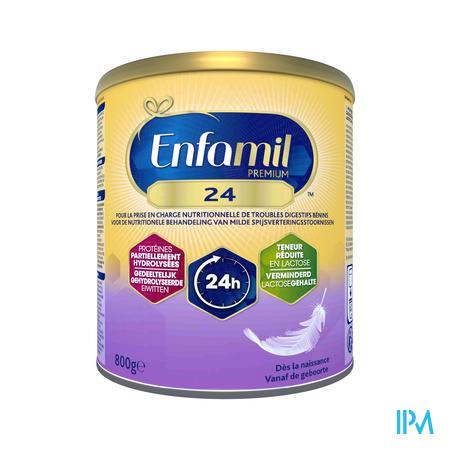 Enfamil
PREMIUM
24
™
POUR LA PRISE EN CHARGE NUTRITIONNELLE DE TROUBLES DIGESTIFS BÉNINS
VOOR DE NUTRITIONELE BEHANDELING VAN MILDE SPIJSVERTERINGSSTOORNISSEN
PROTÉINES
PARTIELLEMENT
HYDROLYSÉES
GEDEELTELIJK
GEHYDROLYSEERDE
EIWITTEN
24h
TENEUR
RÉDUITE
EN LACTOSE
VERMINDERD
LACTOSEGEHALTE
800g℮
Dès la naissance
Vanaf de geboorte
IPM